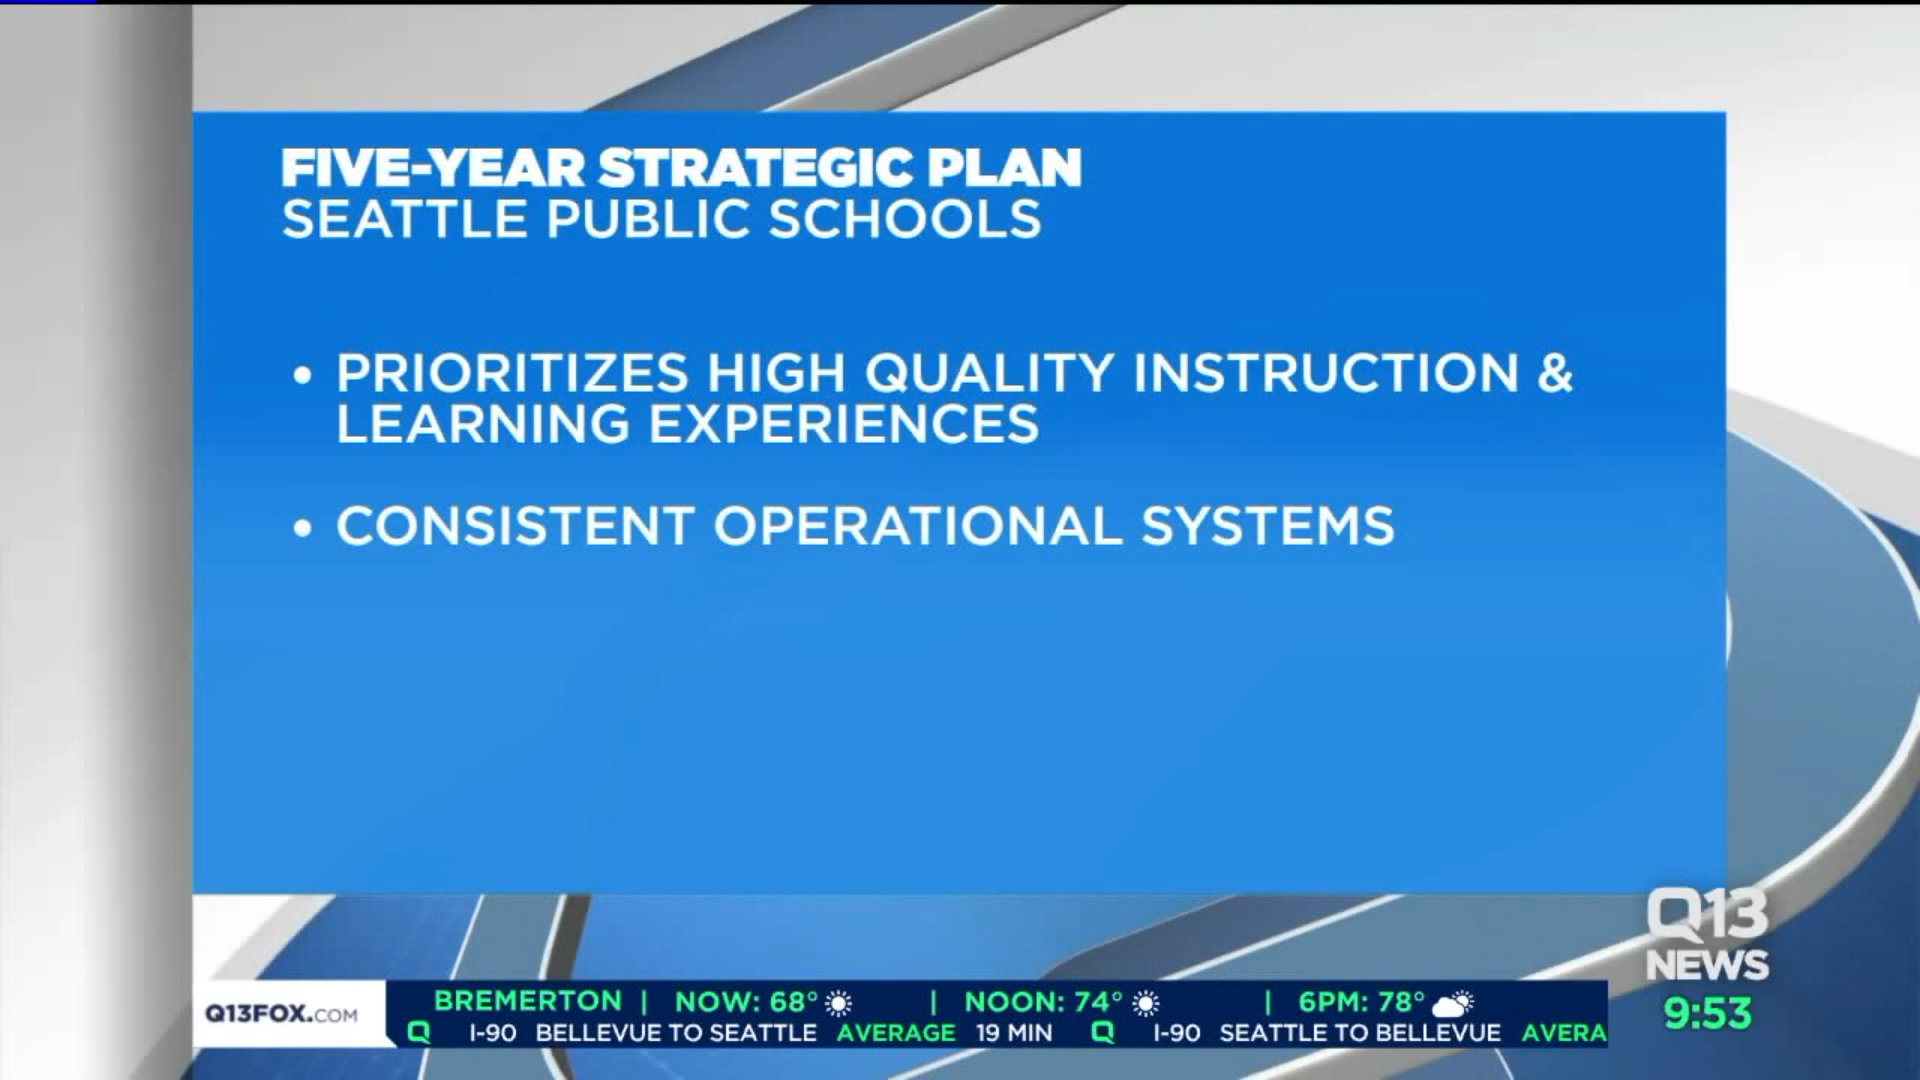 FIVE-YEAR STRATEGIC PLAN
SEATTLE PUBLIC SCHOOLS
• PRIORITIZES HIGH QUALITY INSTRUCTION &
LEARNING EXPERIENCES
• CONSISTENT OPERATIONAL SYSTEMS
Q13
NEWS
9:53
Q13FOX.COM
BREMERTON | NOW: 68° | NOON: 74° | 6PM: 78°
Q I-90 BELLEVUE TO SEATTLE AVERAGE 19 MIN Q I-90 SEATTLE TO BELLEVUE AVERA